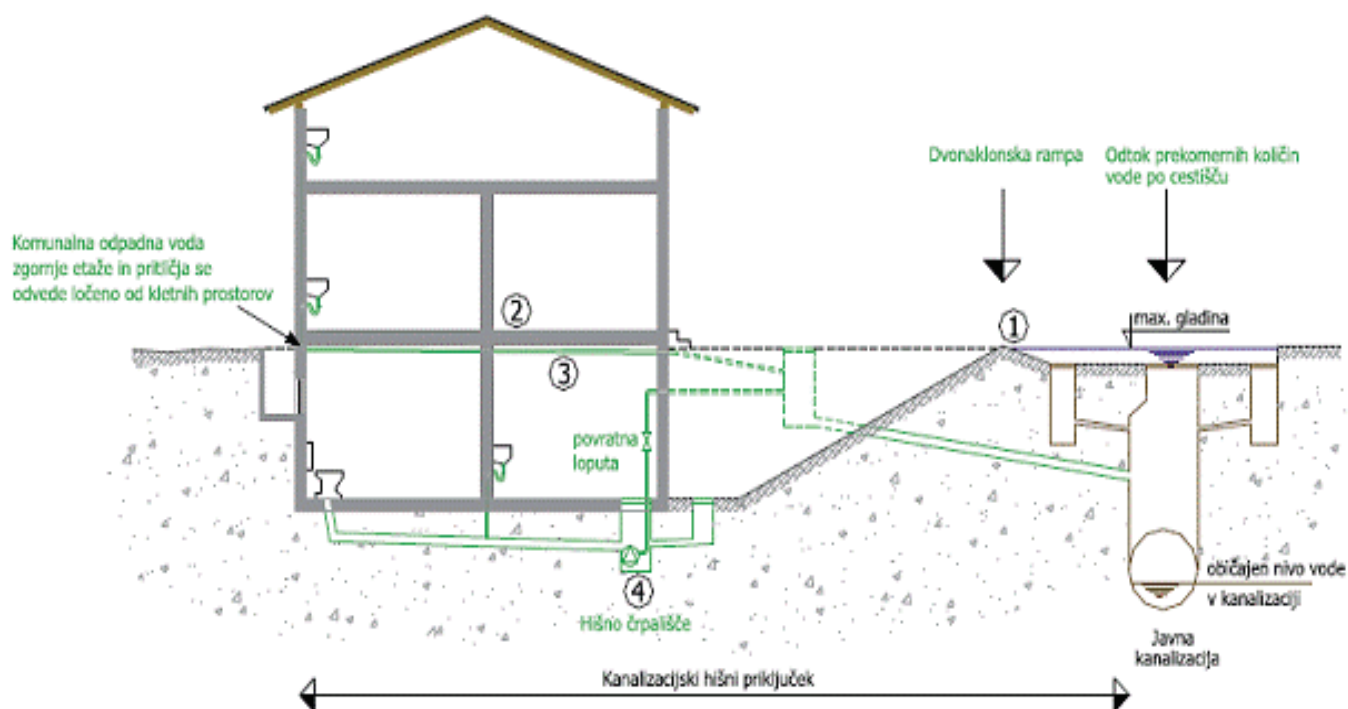 Dvonaklonska rampa
Odtok prekomernih količin
vode po cestišču
Komunalna odpadna voda
zgornje etaže in pritličja se
odvede ločeno od kletnih prostorov
2
1
max. gladina
3
povratna
loputa
4
Hišno črpališče
običajen nivo vode
v kanalizaciji
Javna
kanalizacija
Kanalizacijski hišni priključek